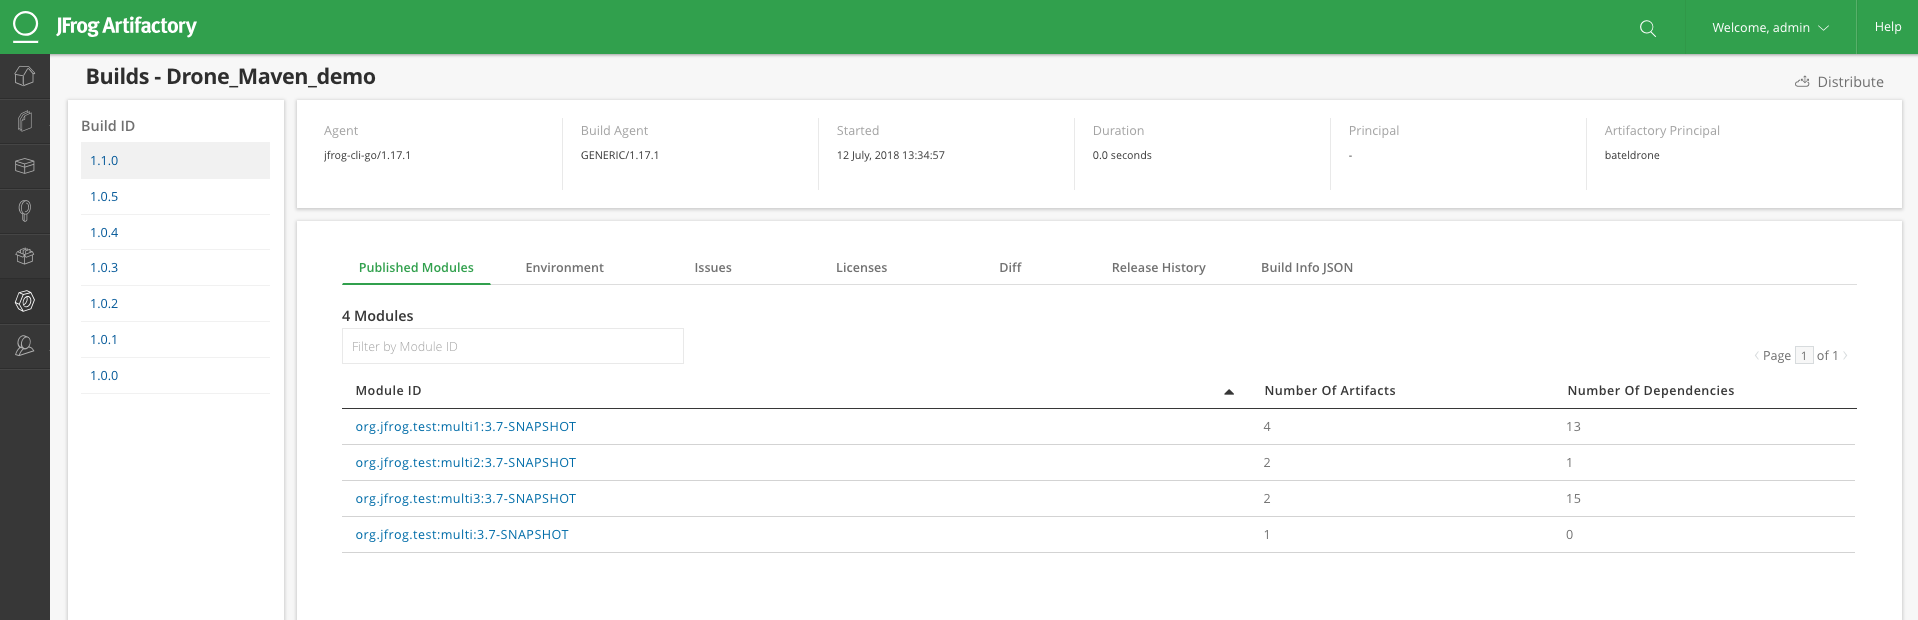 JFrog Artifactory
Welcome, admin
Help
Builds - Drone_Maven_demo
Distribute
Build ID
1.1.0
1.0.5
1.0.4
1.0.3
1.0.2
1.0.1
1.0.0
Agent
jfrog-cli-go/1.17.1
Build Agent
GENERIC/1.17.1
Started
12 July, 2018 13:34:57
Duration
0.0 seconds
Principal
-
Artifactory Principal
bateldrone
Published Modules Environment Issues Licenses Diff Release History Build Info JSON
4 Modules
Filter by Module ID
Page 1 of 1
Module ID Number Of Artifacts Number Of Dependencies
org.jfrog.test:multi1:3.7-SNAPSHOT 4 13
org.jfrog.test:multi2:3.7-SNAPSHOT 2 1
org.jfrog.test:multi3:3.7-SNAPSHOT 2 15
org.jfrog.test:multi:3.7-SNAPSHOT 1 0